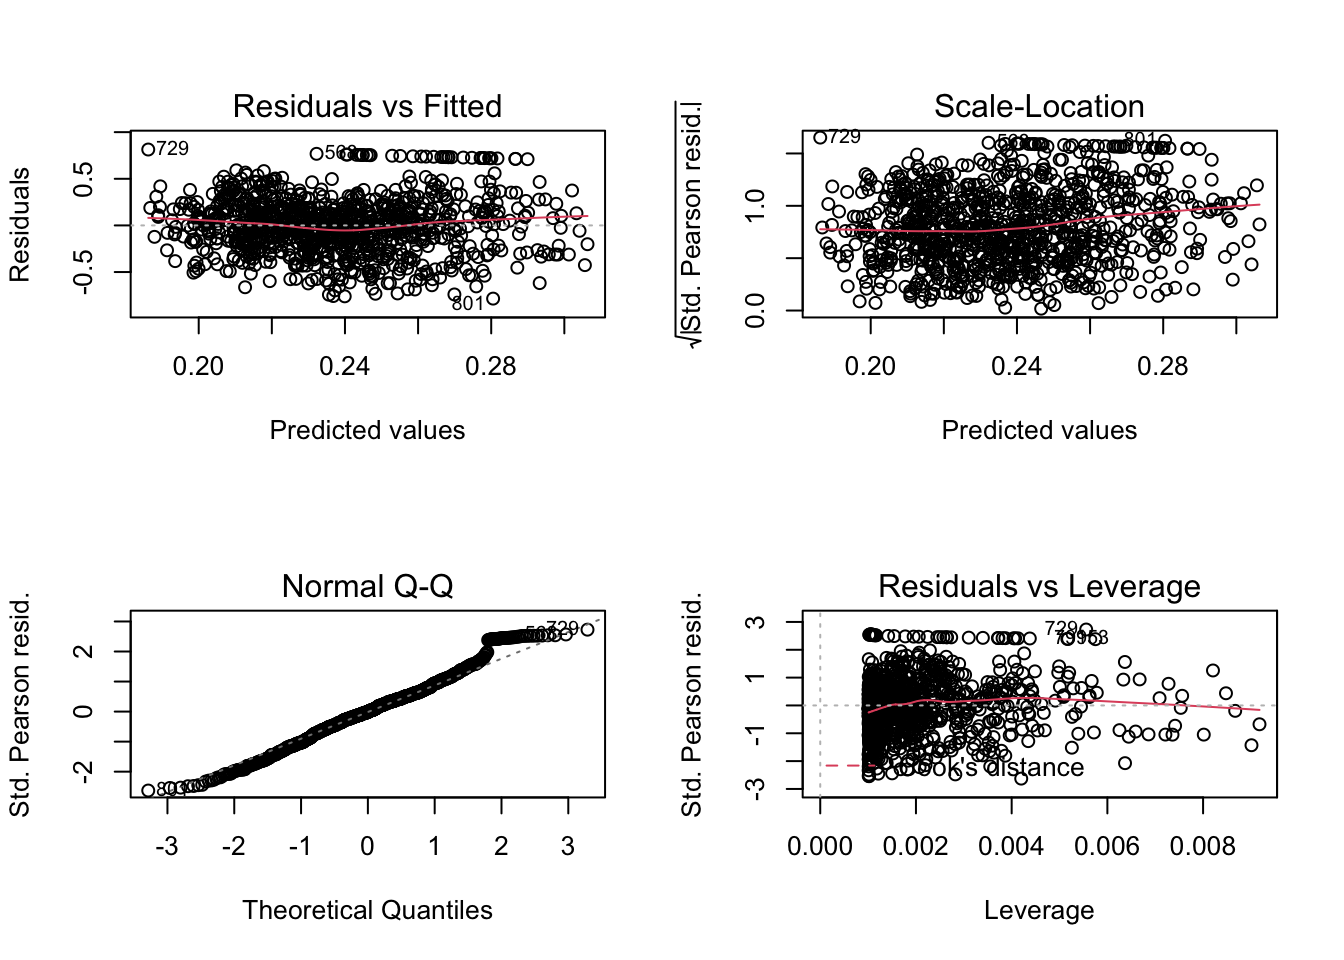 Residuals vs Fitted
Residuals
0.5
-0.5
729
801
0.20 0.24 0.28
Predicted values
Scale-Location
√|Std. Pearson resid.|
1.0
0.0
729
801
0.20 0.24 0.28
Predicted values
Normal Q-Q
Std. Pearson resid.
2
0
-2
729
-3 -2 -1 0 1 2 3
Theoretical Quantiles
Residuals vs Leverage
Std. Pearson resid.
3
1
-1
-3
729
Cook's distance
0.000 0.002 0.004 0.006 0.008
Leverage